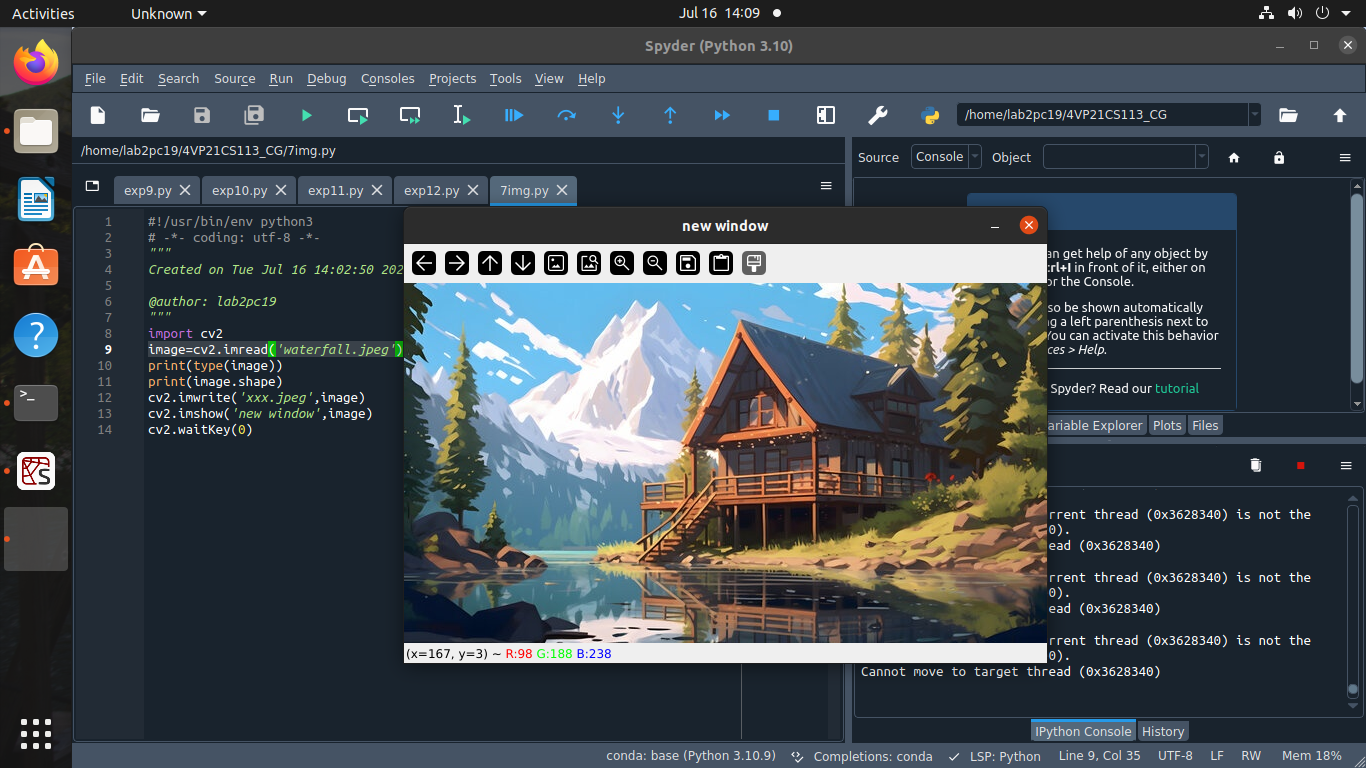 Activities
Unknown
Jul 16 14:09
Spyder (Python 3.10)
File Edit Search Source Run Debug Consoles Projects Tools View Help
/home/lab2pc19/4VP21CS113_CG
/home/lab2pc19/4VP21CS113_CG/7img.py
exp9.py
exp10.py
exp11.py
exp12.py
7img.py
1 #!/usr/bin/env python3
2 # -*- coding: utf-8 -*-
3 """
4 Created on Tue Jul 16 14:02:50 202
5
6 @author: lab2pc19
7 """
8 import cv2
9 image=cv2.imread('waterfall.jpeg')
10 print(type(image))
11 print(image.shape)
12 cv2.imwrite('xxx.jpeg',image)
13 cv2.imshow('new window',image)
14 cv2.waitKey(0)
new window
(x=167, y=3) ~ R:98 G:188 B:238
Source Console Object
an get help of any object by
trl+I in front of it, either on
or the Console.
so be shown automatically
g a left parenthesis next to
You can activate this behavior
ces > Help.
Spyder? Read our tutorial
ariable Explorer Plots Files
rrent thread (0x3628340) is not the
0).
ead (0x3628340)
rrent thread (0x3628340) is not the
0).
ead (0x3628340)
rrent thread (0x3628340) is not the
0).
Cannot move to target thread (0x3628340)
IPython Console History
conda: base (Python 3.10.9) Completions: conda LSP: Python Line 9, Col 35 UTF-8 LF RW Mem 18%